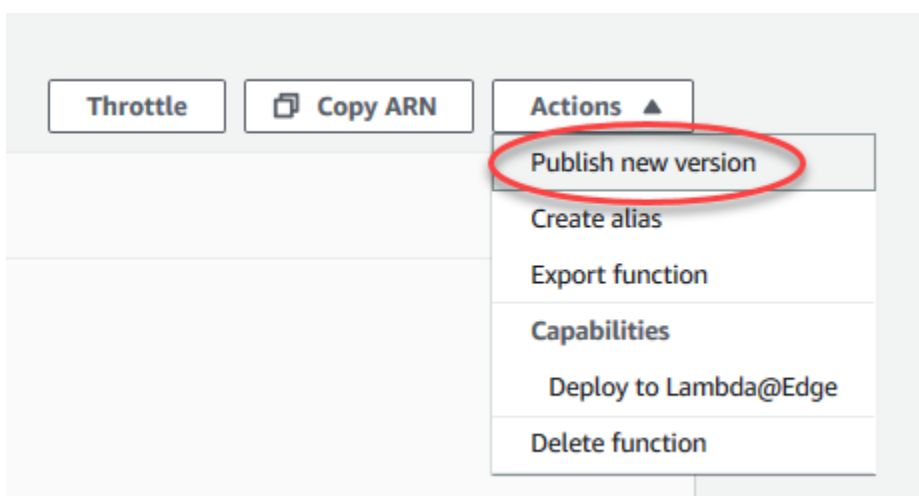 Throttle Copy ARN Actions
Publish new version
Create alias
Export function
Capabilities
Deploy to Lambda@Edge
Delete function